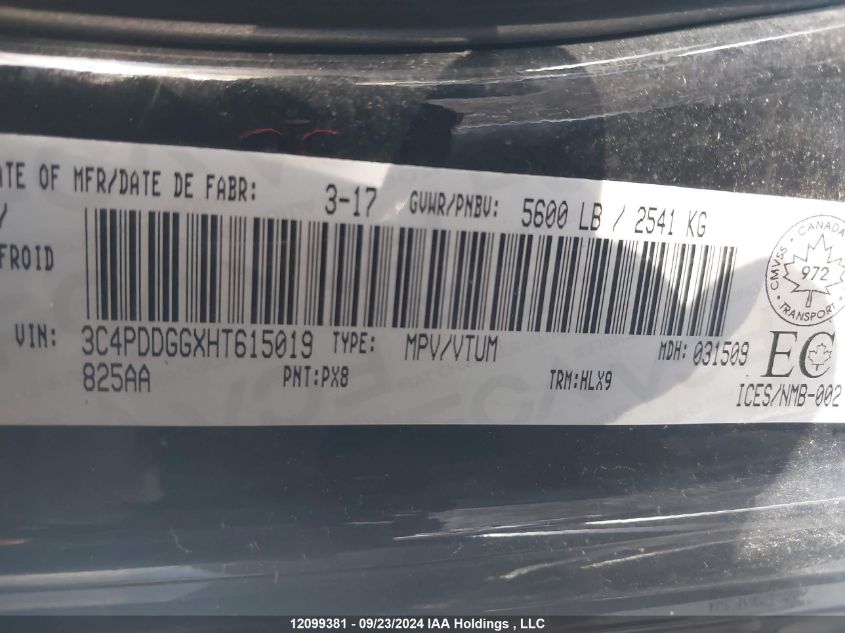 ATE OF MFR/DATE DE FABR: 3-17 GVWR/PNBV: 5600 LB / 2541 KG
FROID
VIN: 3C4PDDGGXHT615019 TYPE: MPV/VTUM MDH: 031509
825AA PNT:PX8 TRM:HLX9
CMVSS CANADA
972
TRANSPORT
EC
ICES/NMB-002
12099381 - 09/23/2024 IAA Holdings , LLC